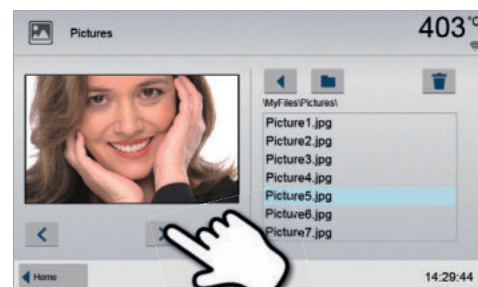 Pictures
403 °C
\MyFiles\Pictures\
Picture1.jpg
Picture2.jpg
Picture3.jpg
Picture4.jpg
Picture5.jpg
Picture6.jpg
Picture7.jpg
Home
14:29:44